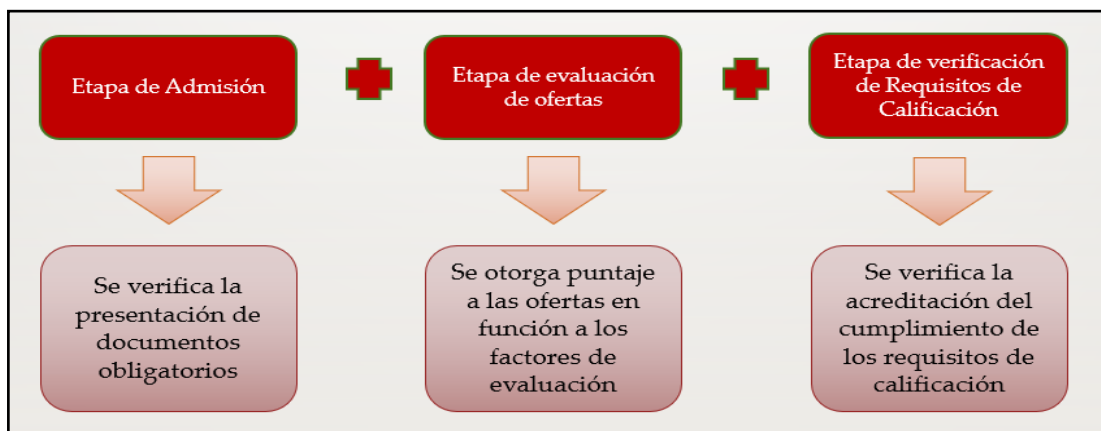 Etapa de Admisión
Etapa de evaluación
de ofertas
Etapa de verificación
de Requisitos de
Calificación
Se verifica la
presentación de
documentos
obligatorios
Se otorga puntaje
a las ofertas en
función a los
factores de
evaluación
Se verifica la
acreditación del
cumplimiento de
los requisitos de
calificación